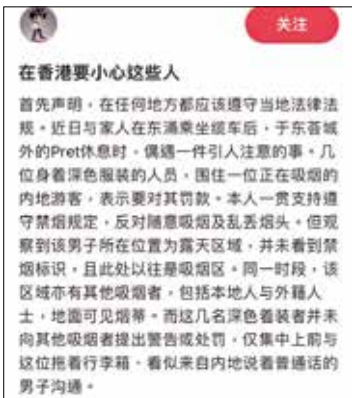 关注
在香港要小心这些人
首先声明，在任何地方都应该遵守当地法律法
规。近日与家人在东涌乘坐缆车后，于东荟城
外的Pret休息时，偶遇一件引人注意的事。几
位身着深色服装的人员，围住一位正在吸烟的
内地游客，表示要对其罚款。本人一贯支持遵
守禁烟规定，反对随意吸烟及乱丢烟头。但观
察到该男子所在位置为露天区域，并未看到禁
烟标识，且此处以往是吸烟区。同一时段，该
区域亦有其他吸烟者，包括本地人与外籍人
士，地面可见烟蒂。而这几名深色着装者并未
向其他吸烟者提出警告或处罚，仅集中上前与
这位拖着行李箱、看似来自内地说着普通话的
男子沟通。